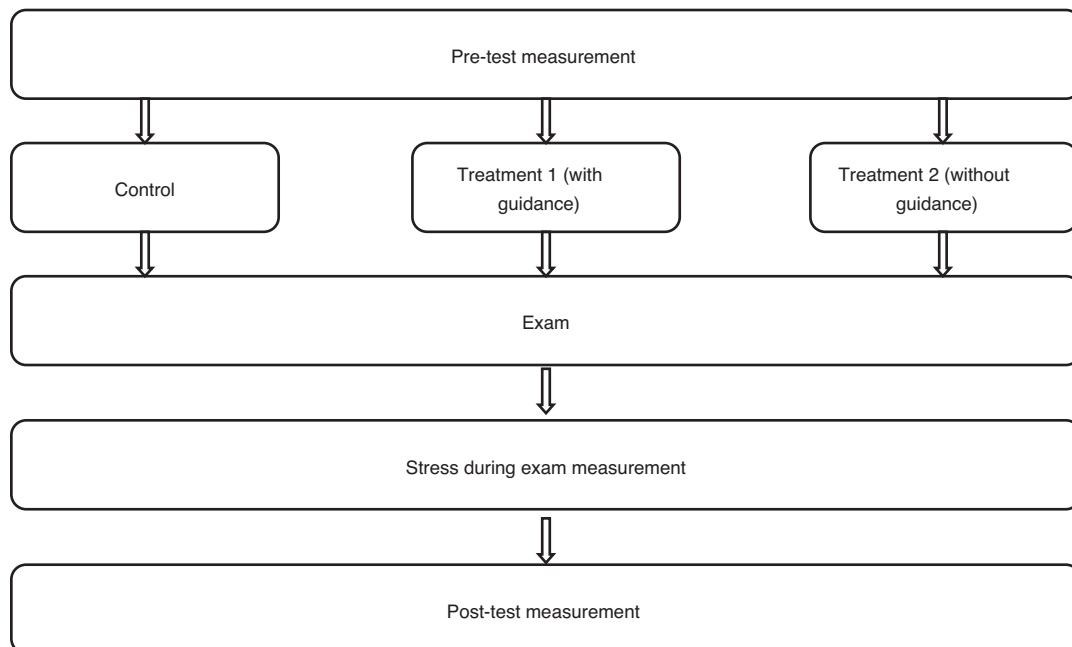 Pre-test measurement
Control
Treatment 1 (with
guidance)
Treatment 2 (without
guidance)
Exam
Stress during exam measurement
Post-test measurement